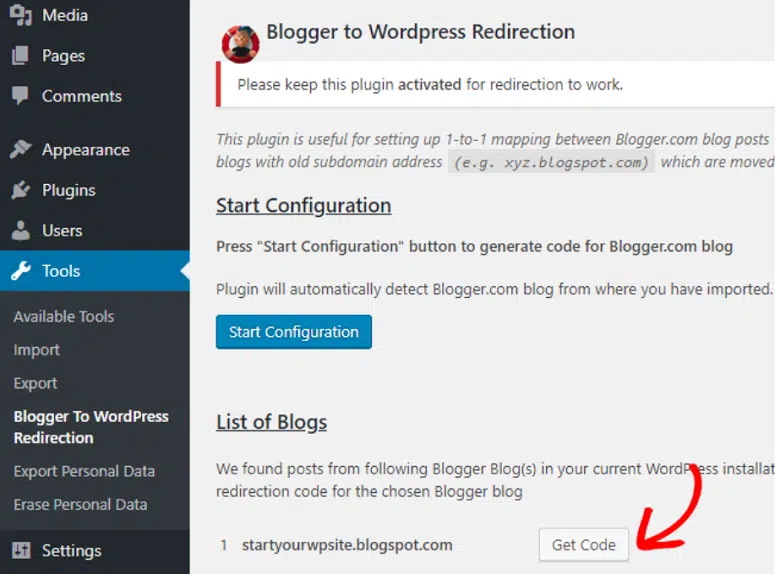 Media
Pages
Comments
Appearance
Plugins
Users
Tools
Available Tools
Import
Export
Blogger To WordPress
Redirection
Export Personal Data
Erase Personal Data
Settings
Blogger to Wordpress Redirection
Please keep this plugin activated for redirection to work.
This plugin is useful for setting up 1-to-1 mapping between Blogger.com blog posts
blogs with old subdomain address (e.g. xyz.blogspot.com) which are moved
Start Configuration
Press "Start Configuration" button to generate code for Blogger.com blog
Plugin will automatically detect Blogger.com blog from where you have imported.
Start Configuration
List of Blogs
We found posts from following Blogger Blog(s) in your current WordPress installat
redirection code for the chosen Blogger blog
1 startyourwpsite.blogspot.com Get Code